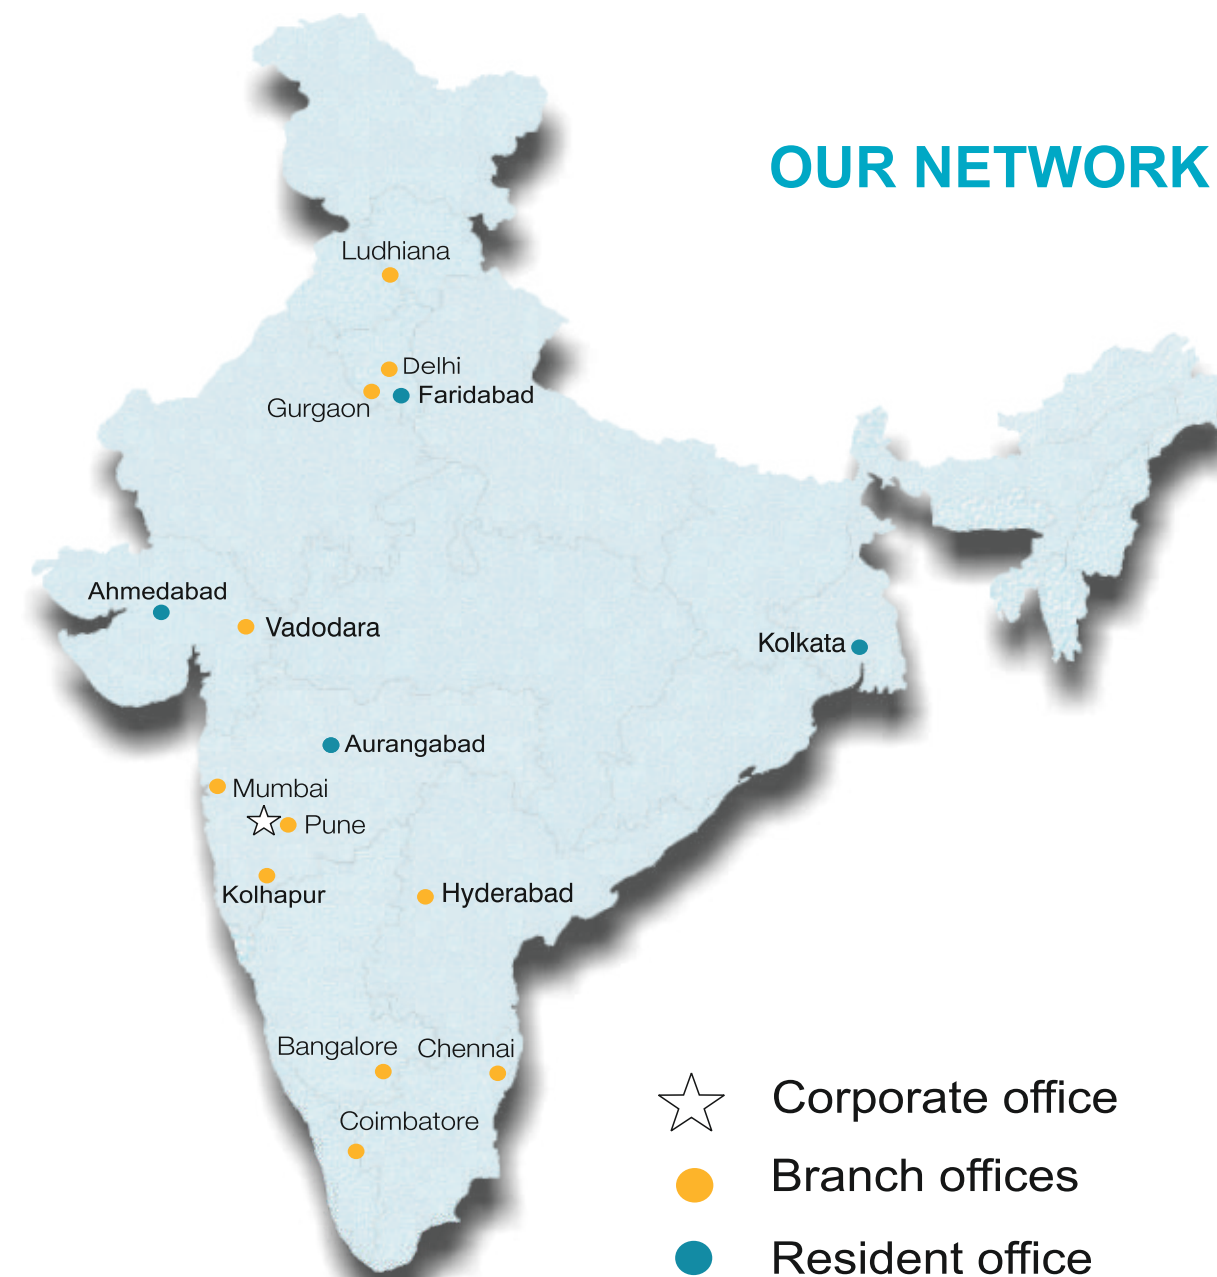 OUR NETWORK
Ludhiana
Delhi
Faridabad
Gurgaon
Ahmedabad
Vadodara
Kolkata
Aurangabad
Mumbai
Pune
Kolhapur
Hyderabad
Bangalore
Chennai
Coimbatore
Corporate office
Branch offices
Resident office